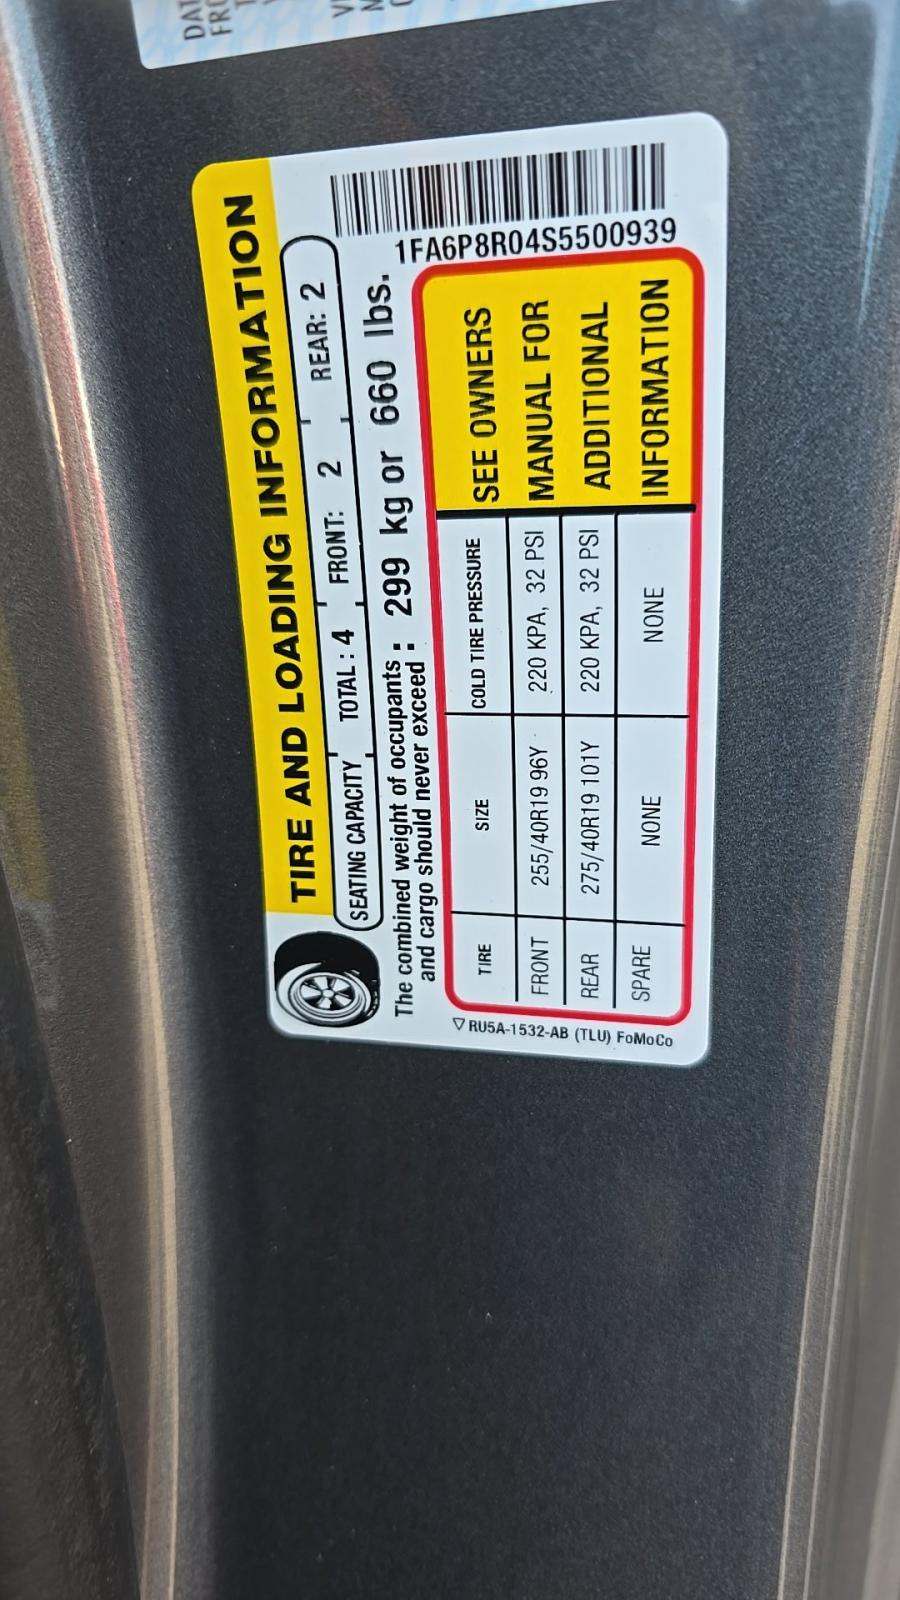 TIRE AND LOADING INFORMATION
SEATING CAPACITY TOTAL : 4 FRONT: 2 REAR: 2
The combined weight of occupants and cargo should never exceed : 299 kg or 660 lbs.
1FA6P8R04S5500939
TIRE SIZE COLD TIRE PRESSURE
FRONT 255/40R19 96Y 220 KPA, 32 PSI
REAR 275/40R19 101Y 220 KPA, 32 PSI
SPARE NONE NONE
SEE OWNERS
MANUAL FOR
ADDITIONAL
INFORMATION
RU5A-1532-AB (TLU) FoMoCo